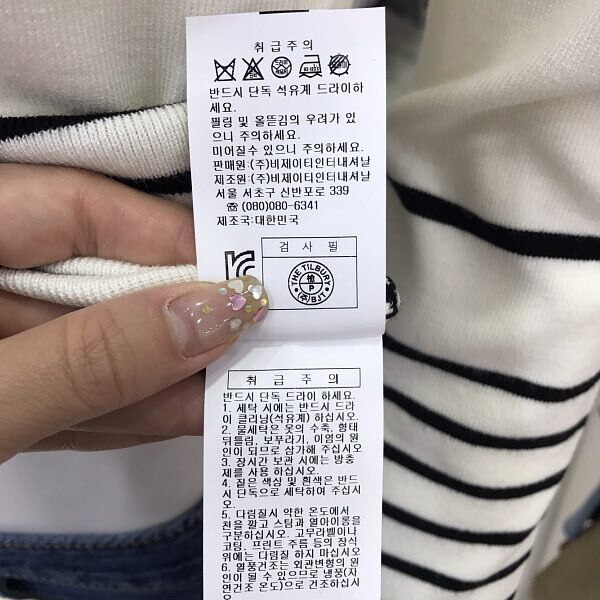 취급주의
반드시 단독 석유계 드라이하
세요.
필링 및 올뜯김의 우려가 있
으니 주의하세요.
미어질수 있으니 주의하세요.
판매원:(주)비제이티인터내셔날
제조원:(주)비제이티인터내셔날
서울 서초구 신반포로 339
☎ (080)080-6341
제조국:대한민국
검사필
THE TILBURY
檢
P
(주)BJT
취급주의
반드시 단독 드라이 하세요.
1. 세탁 시에는 반드시 드라
이 클리닝(석유계) 하십시오.
2. 물세탁은 옷의 수축, 형태
뒤틀림, 보푸라기, 이염의 원
인이 되므로 삼가해 주십시오
3. 장시간 보관 시에는 방충
제를 사용 하십시오.
4. 짙은 색상 및 흰색은 반드
시 단독으로 세탁하여 주십시
오.
5. 다림질시 약한 온도에서
천을 깔고 스팀과 열아이롱을
구분하십시오. 고무라벨이나
코팅, 프린트 주름 등의 장식
위에는 다림질 하지 마십시오
6. 열풍건조는 외관변형의 원
인이 될 수 있으므로 냉풍(자
연건조 온도)으로 건조하십시
오